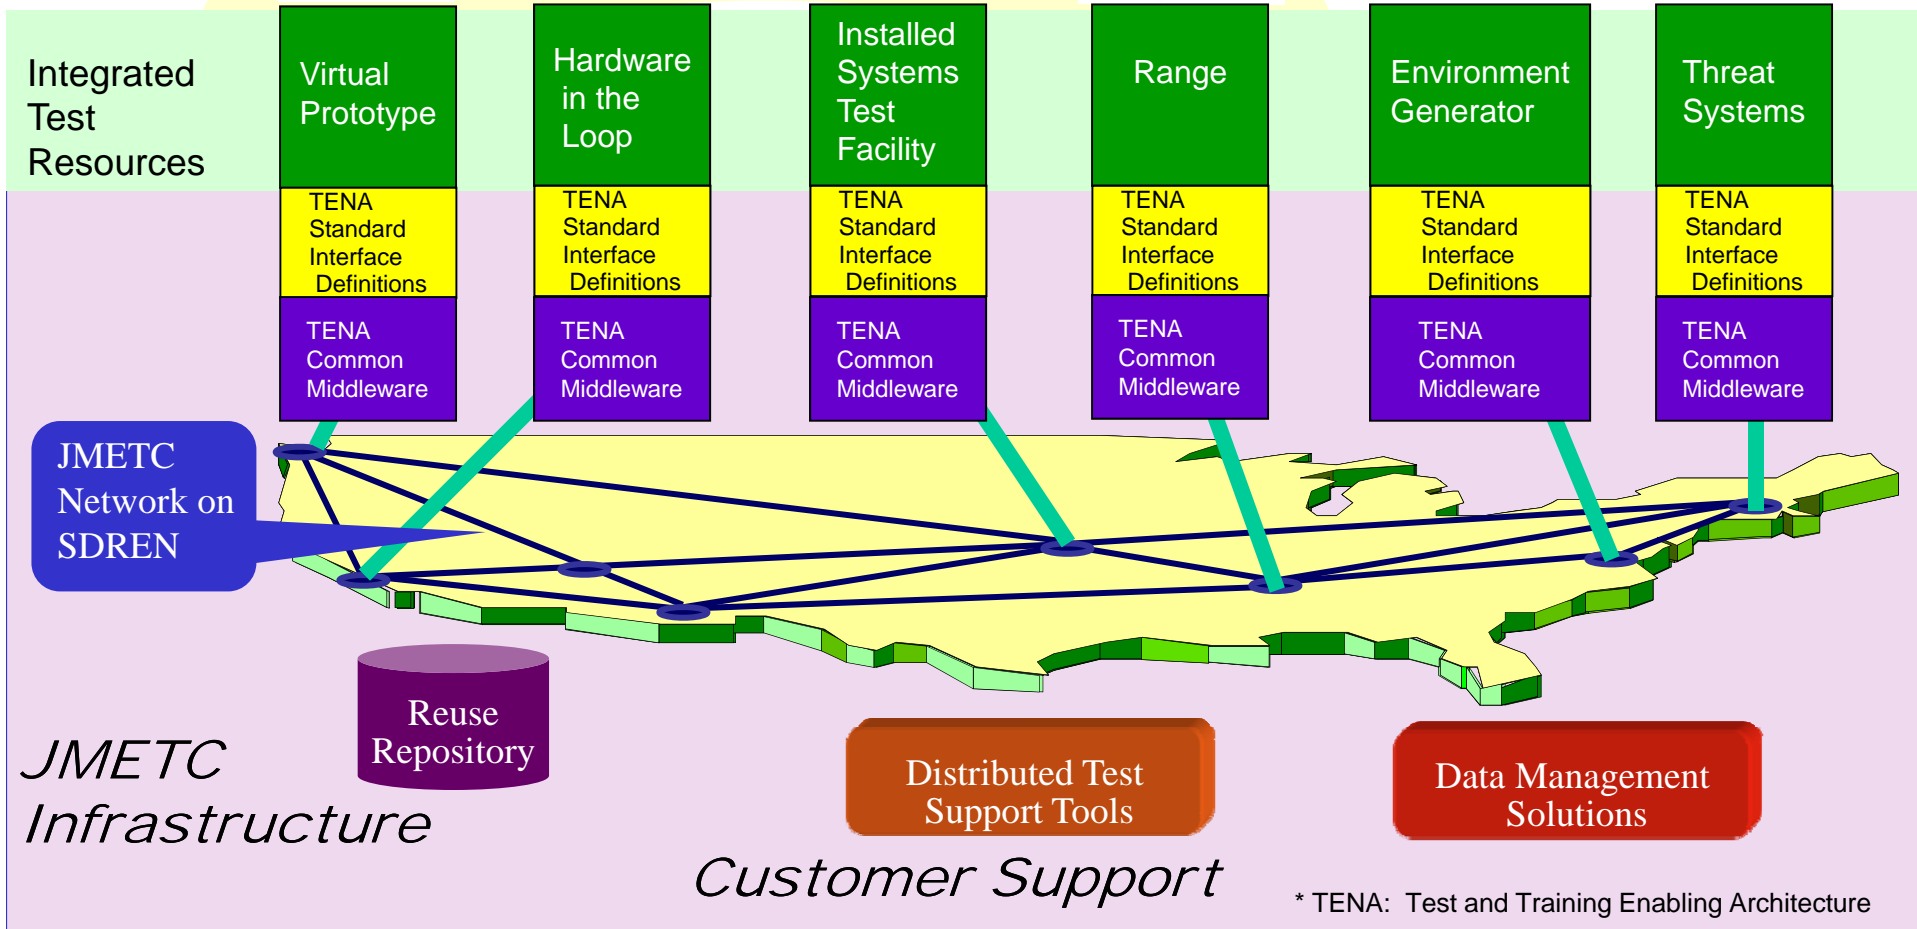 Integrated
Test
Resources
Virtual
Prototype
Hardware
in the
Loop
Installed
Systems
Test
Facility
Range
Environment
Generator
Threat
Systems
TENA
Standard
Interface
Definitions
TENA
Standard
Interface
Definitions
TENA
Standard
Interface
Definitions
TENA
Standard
Interface
Definitions
TENA
Standard
Interface
Definitions
TENA
Standard
Interface
Definitions
TENA
Common
Middleware
TENA
Common
Middleware
TENA
Common
Middleware
TENA
Common
Middleware
TENA
Common
Middleware
TENA
Common
Middleware
JMETC
Network on
SDREN
Reuse
Repository
JMETC
Infrastructure
Distributed Test
Support Tools
Data Management
Solutions
Customer Support
* TENA: Test and Training Enabling Architecture